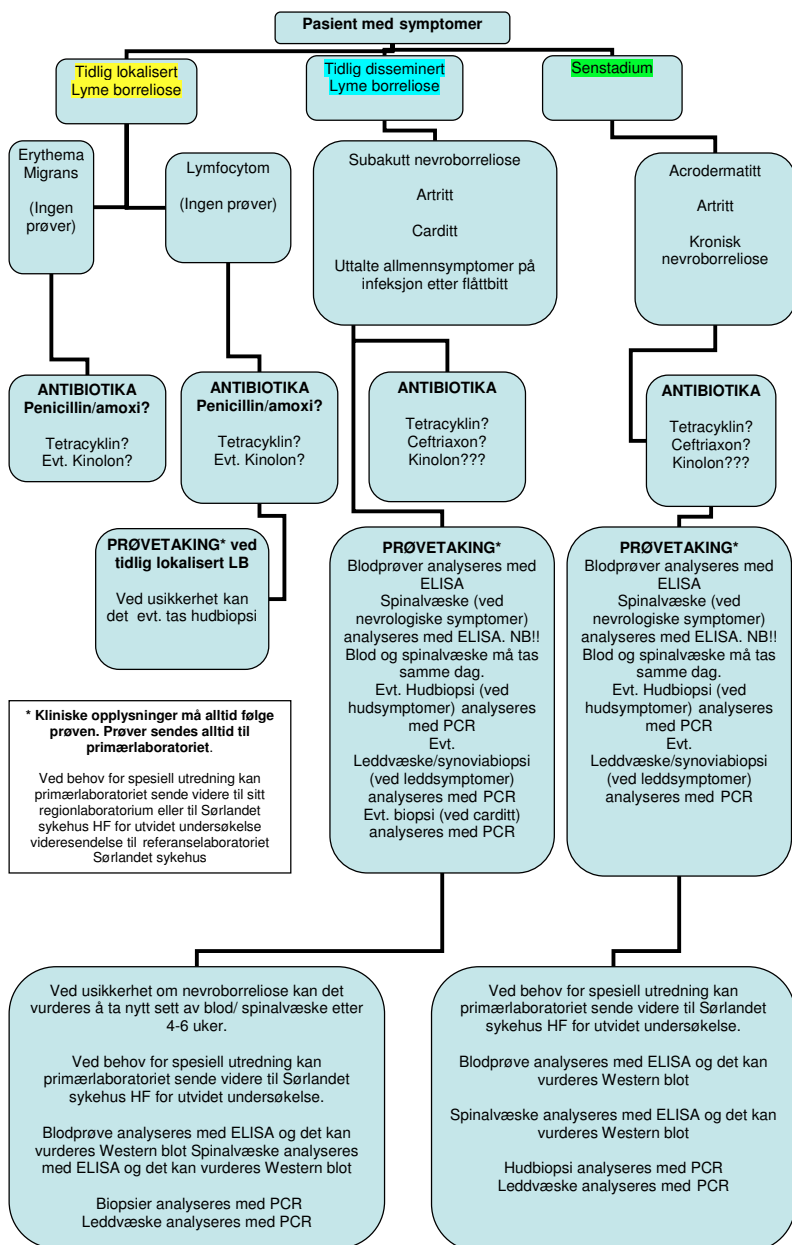 Pasient med symptomer
Tidlig lokalisert
Lyme borreliose
Tidlig disseminert
Lyme borreliose
Senstadium
Erythema
Migrans
(Ingen
prøver)
Lymfocytom
(Ingen prøver)
Subakutt nevroborreliose
Artritt
Carditt
Uttalte allmennsymptomer på
infeksjon etter flåttbitt
Acrodermatitt
Artritt
Kronisk
nevroborreliose
ANTIBIOTIKA
Penicillin/amoxi?
Tetracyklin?
Evt. Kinolon?
ANTIBIOTIKA
Penicillin/amoxi?
Tetracyklin?
Evt. Kinolon?
ANTIBIOTIKA
Tetracyklin?
Ceftriaxon?
Kinolon???
ANTIBIOTIKA
Tetracyklin?
Ceftriaxon?
Kinolon???
PRØVETAKING* ved
tidlig lokalisert LB
Ved usikkerhet kan
det evt. tas hudbiopsi
PRØVETAKING*
Blodprøver analyseres med
ELISA
Spinalvæske (ved
nevrologiske symptomer)
analyseres med ELISA. NB!!
Blod og spinalvæske må tas
samme dag.
Evt. Hudbiopsi (ved
hudsymptomer) analyseres
med PCR
Evt.
Leddvæske/synoviabiopsi
(ved leddsymptomer)
analyseres med PCR
Evt. biopsi (ved carditt)
analyseres med PCR
PRØVETAKING*
Blodprøver analyseres med
ELISA
Spinalvæske (ved
nevrologiske symptomer)
analyseres med ELISA. NB!!
Blod og spinalvæske må tas
samme dag.
Evt. Hudbiopsi (ved
hudsymptomer) analyseres
med PCR
Evt.
Leddvæske/synoviabiopsi
(ved leddsymptomer)
analyseres med PCR
* Kliniske opplysninger må alltid følge
prøven. Prøver sendes alltid til
primærlaboratoriet.
Ved behov for spesiell utredning kan
primærlaboratoriet sende videre til sitt
regionlaboratorium eller til Sørlandet
sykehus HF for utvidet undersøkelse
videresendelse til referanselaboratoriet
Sørlandet sykehus
Ved usikkerhet om nevroborreliose kan det
vurderes å ta nytt sett av blod/ spinalvæske etter
4-6 uker.
Ved behov for spesiell utredning kan
primærlaboratoriet sende videre til Sørlandet
sykehus HF for utvidet undersøkelse.
Blodprøve analyseres med ELISA og det kan
vurderes Western blot Spinalvæske analyseres
med ELISA og det kan vurderes Western blot
Biopsier analyseres med PCR
Leddvæske analyseres med PCR
Ved behov for spesiell utredning kan
primærlaboratoriet sende videre til Sørlandet
sykehus HF for utvidet undersøkelse.
Blodprøve analyseres med ELISA og det kan
vurderes Western blot
Spinalvæske analyseres med ELISA og det kan
vurderes Western blot
Hudbiopsi analyseres med PCR
Leddvæske analyseres med PCR